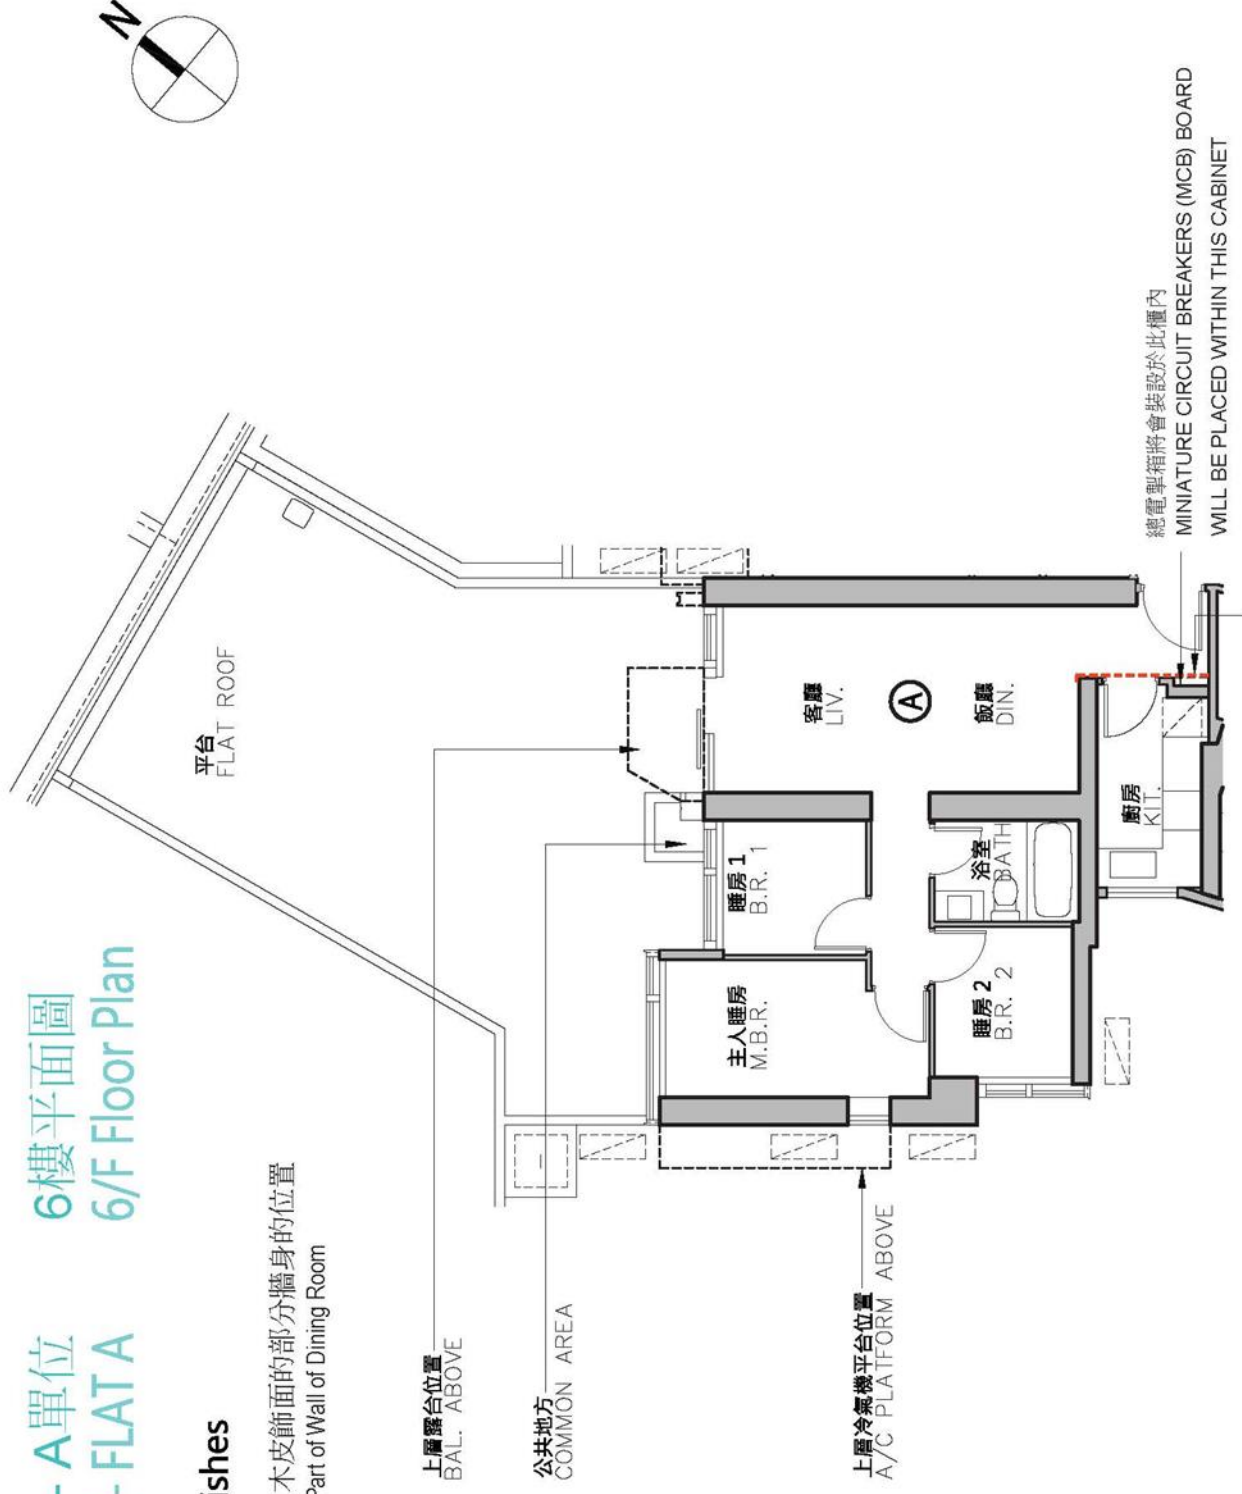 A單位
6樓平面圖
FLAT A
6/F Floor Plan
ishes
木皮飾面的部分牆身的位置
Part of Wall of Dining Room
N
平台
FLAT ROOF
上層露台位置
BAL. ABOVE
公共地方
COMMON AREA
上層冷氣機平台位置
A/C PLATFORM ABOVE
睡房 1
B.R. 1
主人睡房
M.B.R.
客廳
LIV.
A
飯廳
DIN.
浴室
BATH
睡房 2
B.R. 2
廚房
KIT.
總電掣箱將會裝設於此櫃內
MINIATURE CIRCUIT BREAKERS (MCB) BOARD
WILL BE PLACED WITHIN THIS CABINET